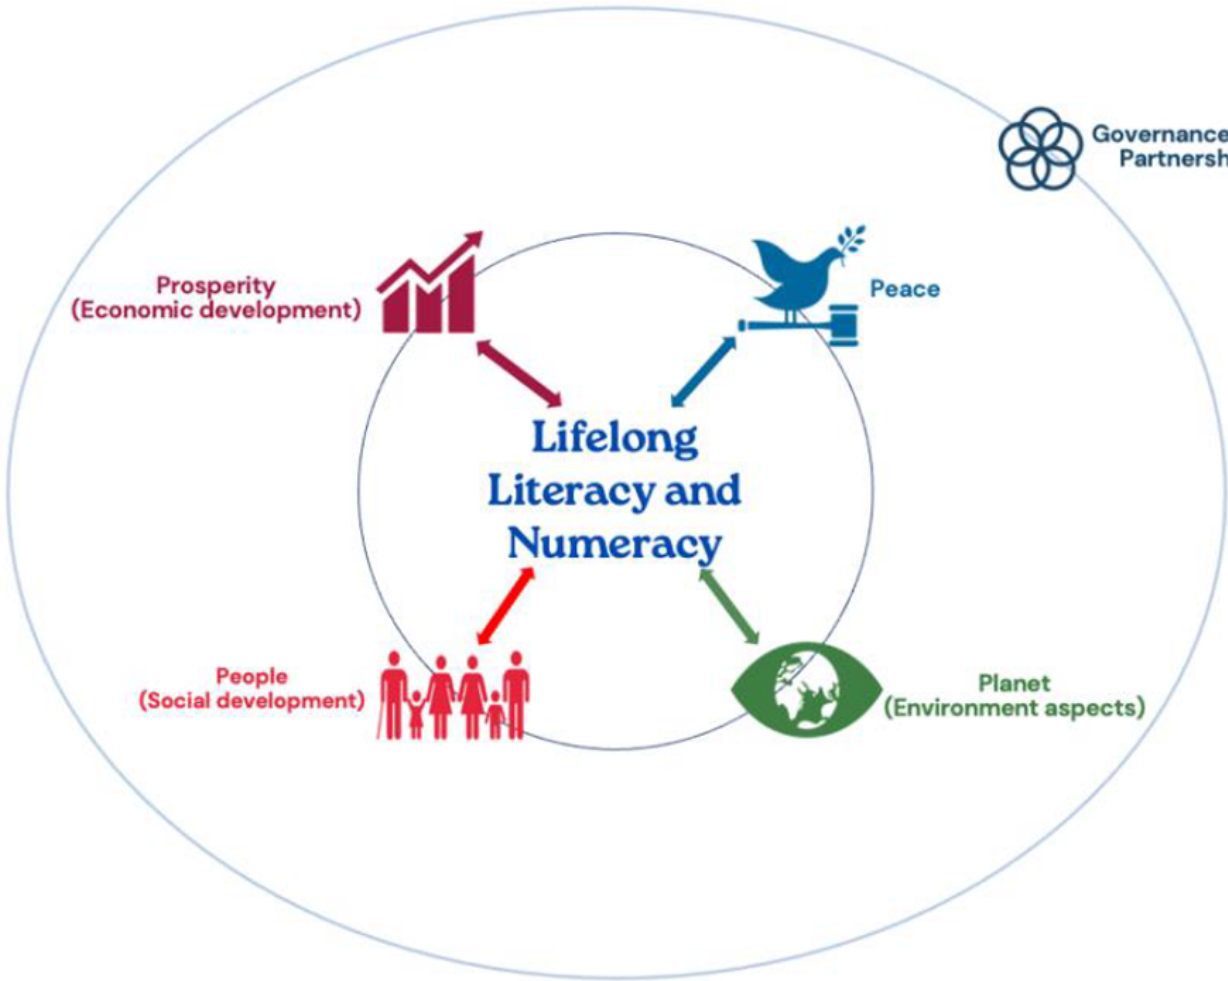 Governance
Partnersh
Prosperity
(Economic development)
Peace
Lifelong
Literacy and
Numeracy
People
(Social development)
Planet
(Environment aspects)